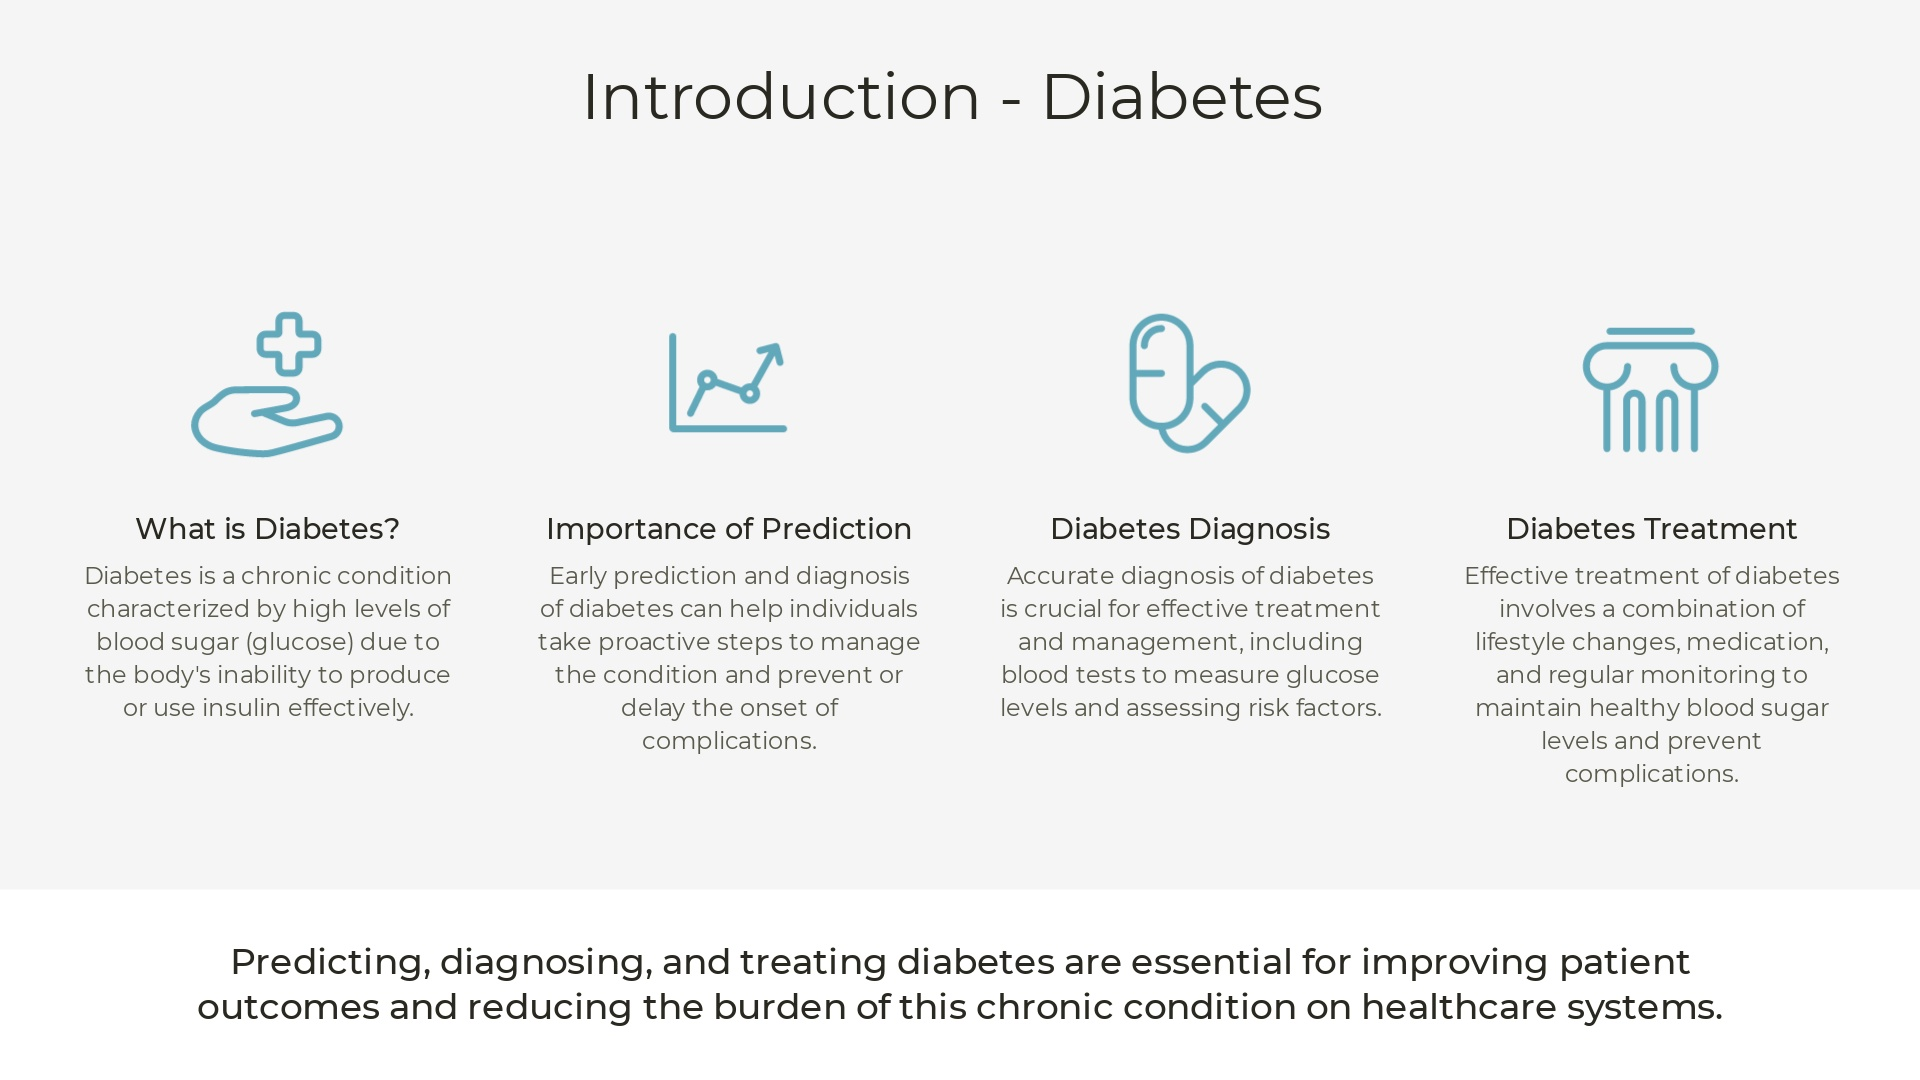 Introduction - Diabetes
What is Diabetes?
Diabetes is a chronic condition
characterized by high levels of
blood sugar (glucose) due to
the body's inability to produce
or use insulin effectively.
Importance of Prediction
Early prediction and diagnosis
of diabetes can help individuals
take proactive steps to manage
the condition and prevent or
delay the onset of
complications.
Diabetes Diagnosis
Accurate diagnosis of diabetes
is crucial for effective treatment
and management, including
blood tests to measure glucose
levels and assessing risk factors.
Diabetes Treatment
Effective treatment of diabetes
involves a combination of
lifestyle changes, medication,
and regular monitoring to
maintain healthy blood sugar
levels and prevent
complications.
Predicting, diagnosing, and treating diabetes are essential for improving patient
outcomes and reducing the burden of this chronic condition on healthcare systems.